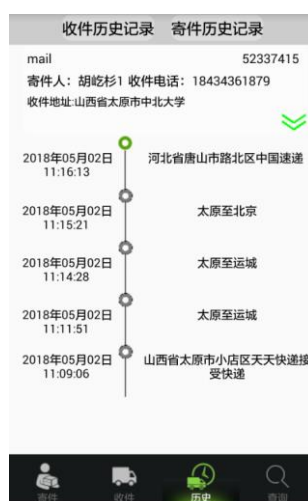 收件历史记录 寄件历史记录
mail 52337415
寄件人：胡屹杉1 收件电话：18434361879
收件地址:山西省太原市中北大学
2018年05月02日 河北省唐山市路北区中国速递
11:16:13
2018年05月02日 太原至北京
11:15:21
2018年05月02日 太原至运城
11:14:28
2018年05月02日 太原至运城
11:11:51
2018年05月02日 山西省太原市小店区天天快递接
11:09:06 受快递
寄件 收件 历史 查询